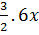 3/2 . 6x